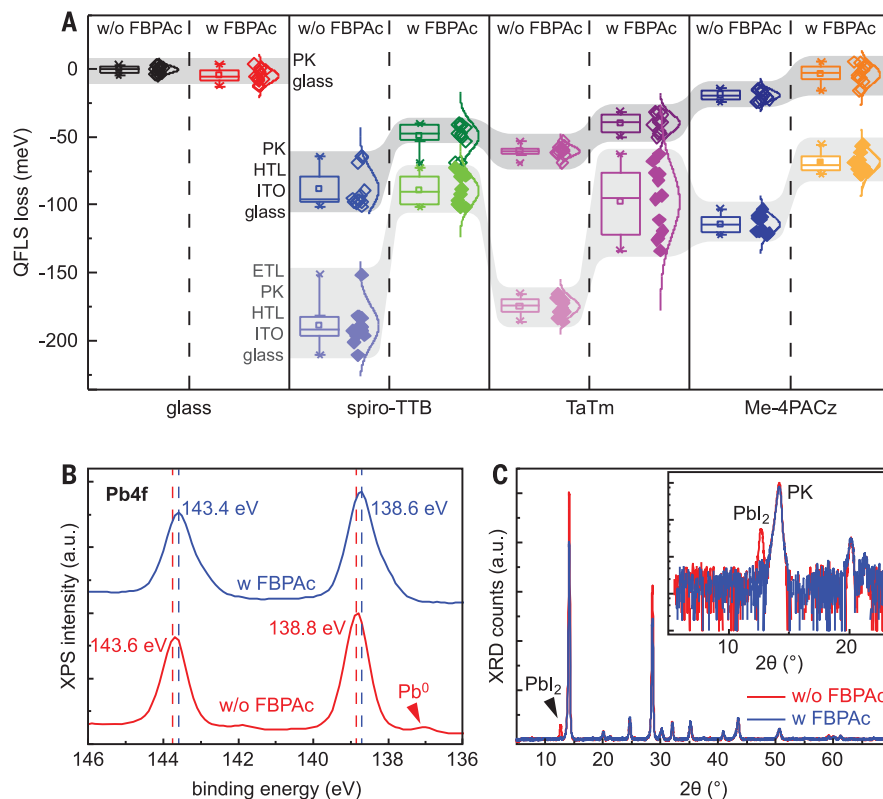 A
w/o FBPAc w FBPAc w/o FBPAc w FBPAc w/o FBPAc w FBPAc w/o FBPAc w FBPAc
QFLS loss (meV)
0
-50
-100
-150
-200
PK
glass
PK
HTL
ITO
glass
ETL
PK
HTL
ITO
glass
glass spiro-TTB TaTm Me-4PACz
B
Pb4f
143.4 eV
138.6 eV
w FBPAc
143.6 eV
138.8 eV
w/o FBPAc
Pb⁰
XPS intensity (a.u.)
146 144 142 140 138 136
binding energy (eV)
C
XRD counts (a.u.)
PbI₂
PbI₂
PK
10 20
2θ (°)
w/o FBPAc
w FBPAc
10 20 30 40 50 60
2θ (°)